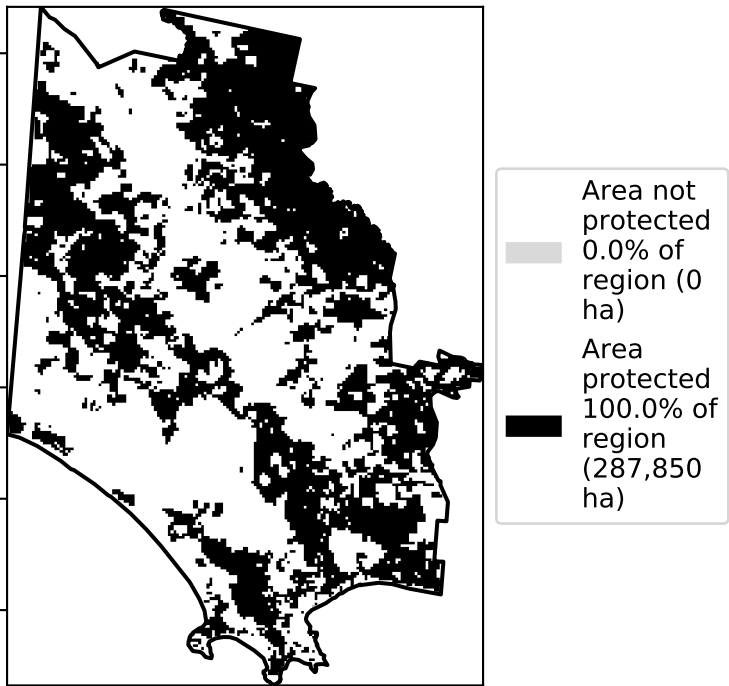 Area not
protected
0.0% of
region (0
ha)
Area
protected
100.0% of
region
(287,850
ha)